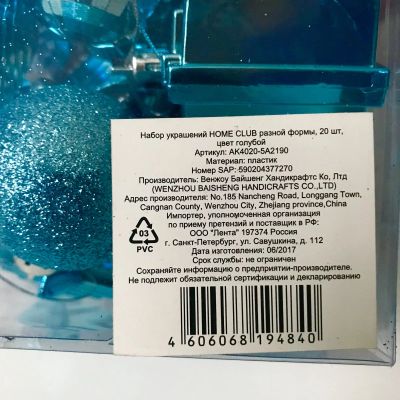 Набор украшений HOME CLUB разной формы, 20 шт,
цвет голубой
Артикул: AK4020-5A2190
Материал: пластик
Номер SAP: 590204377270
Производитель: Венжоу Байшенг Хандикрафтс Ко, Лтд
(WENZHOU BAISHENG HANDICRAFTS CO.,LTD)
Адрес производителя: No.185 Nancheng Road, Longgang Town,
Cangnan County, Wenzhou City, Zhejiang province,China
Импортер, уполномоченная организация
по приему претензий и поставщик в РФ:
ООО "Лента" 197374 Россия
г. Санкт-Петербург, ул. Савушкина, д. 112
Дата изготовления: 06/2017
Срок службы: не ограничен
Сохраняйте информацию о предприятии-производителе.
Не подлежит обязательной сертификации и декларированию
03
PVC
4 606068 194840